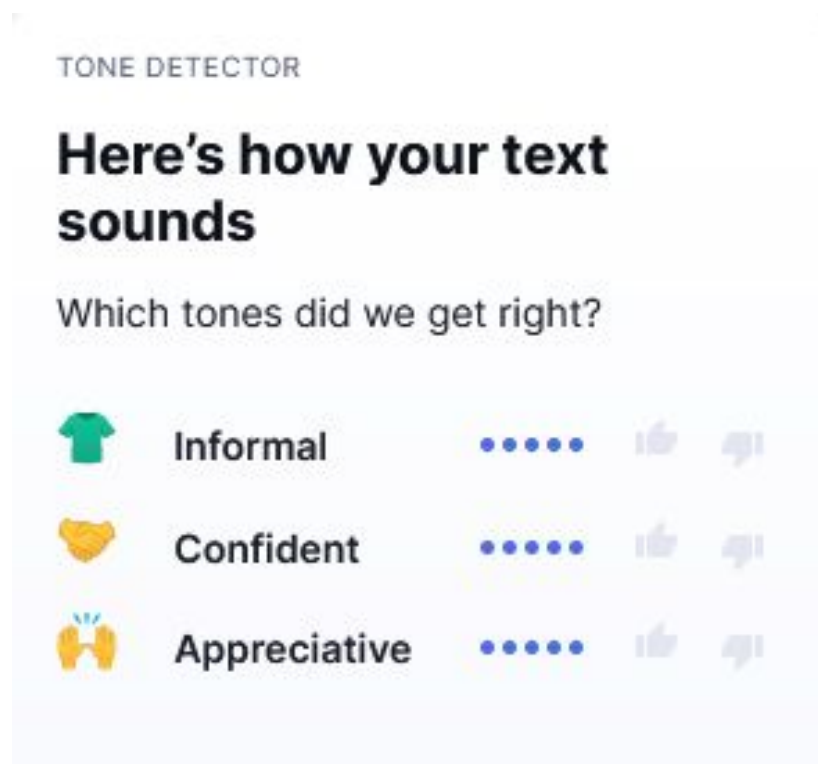 TONE DETECTOR
Here’s how your text
sounds
Which tones did we get right?
Informal
Confident
Appreciative